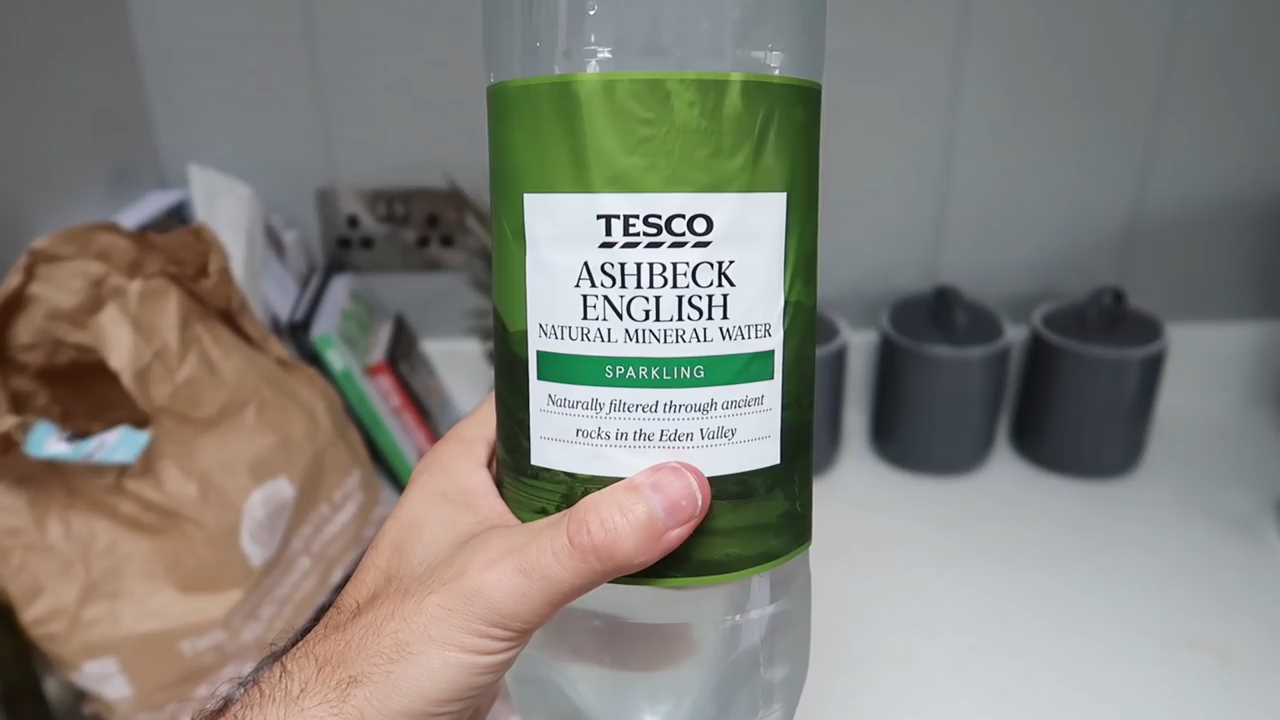 TESCO
ASHBECK
ENGLISH
NATURAL MINERAL WATER
SPARKLING
Naturally filtered through ancient
rocks in the Eden Valley